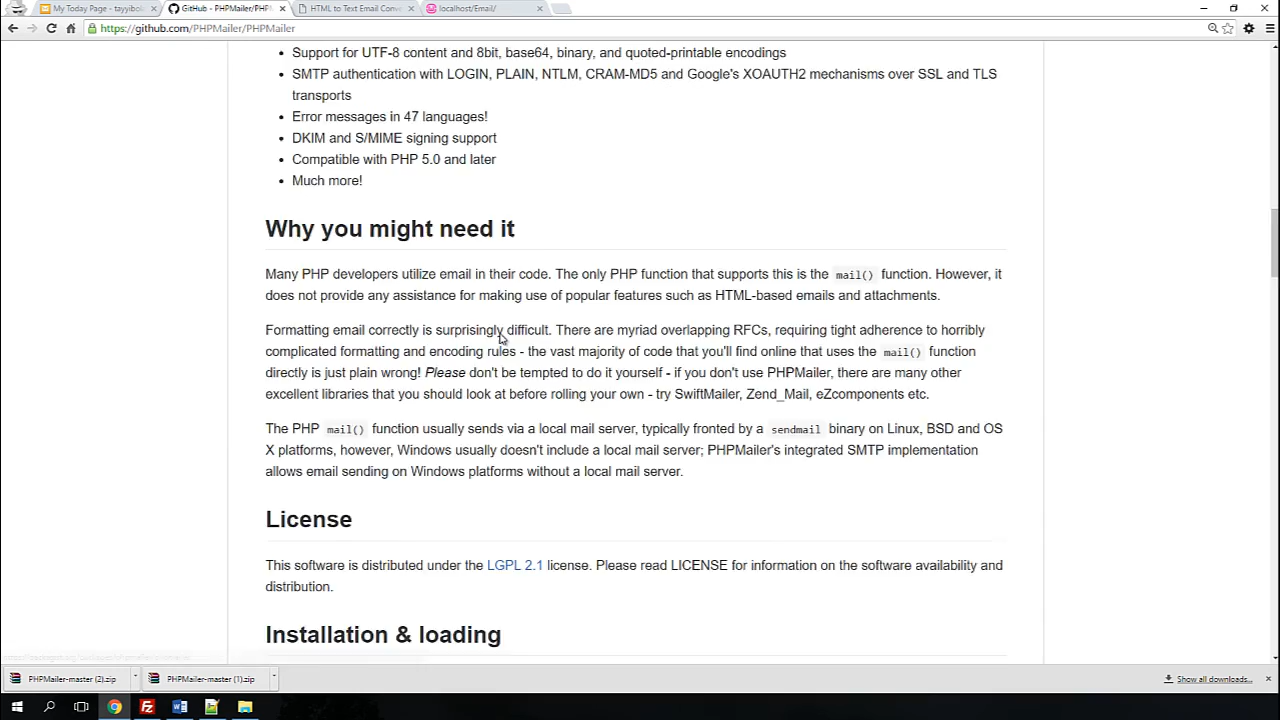 My Today Page - tayyibol
GitHub - PHPMailer/PHPM
HTML to Text Email Conv
localhost/Email/
https://github.com/PHPMailer/PHPMailer
• Support for UTF-8 content and 8bit, base64, binary, and quoted-printable encodings
• SMTP authentication with LOGIN, PLAIN, NTLM, CRAM-MD5 and Google's XOAUTH2 mechanisms over SSL and TLS
transports
• Error messages in 47 languages!
• DKIM and S/MIME signing support
• Compatible with PHP 5.0 and later
• Much more!
Why you might need it
Many PHP developers utilize email in their code. The only PHP function that supports this is the mail() function. However, it
does not provide any assistance for making use of popular features such as HTML-based emails and attachments.
Formatting email correctly is surprisingly difficult. There are myriad overlapping RFCs, requiring tight adherence to horribly
complicated formatting and encoding rules - the vast majority of code that you'll find online that uses the mail() function
directly is just plain wrong! Please don't be tempted to do it yourself - if you don't use PHPMailer, there are many other
excellent libraries that you should look at before rolling your own - try SwiftMailer, Zend_Mail, eZcomponents etc.
The PHP mail() function usually sends via a local mail server, typically fronted by a sendmail binary on Linux, BSD and OS
X platforms, however, Windows usually doesn't include a local mail server; PHPMailer's integrated SMTP implementation
allows email sending on Windows platforms without a local mail server.
License
This software is distributed under the LGPL 2.1 license. Please read LICENSE for information on the software availability and
distribution.
Installation & loading
PHPMailer-master (2).zip
PHPMailer-master (1).zip
Show all downloads...